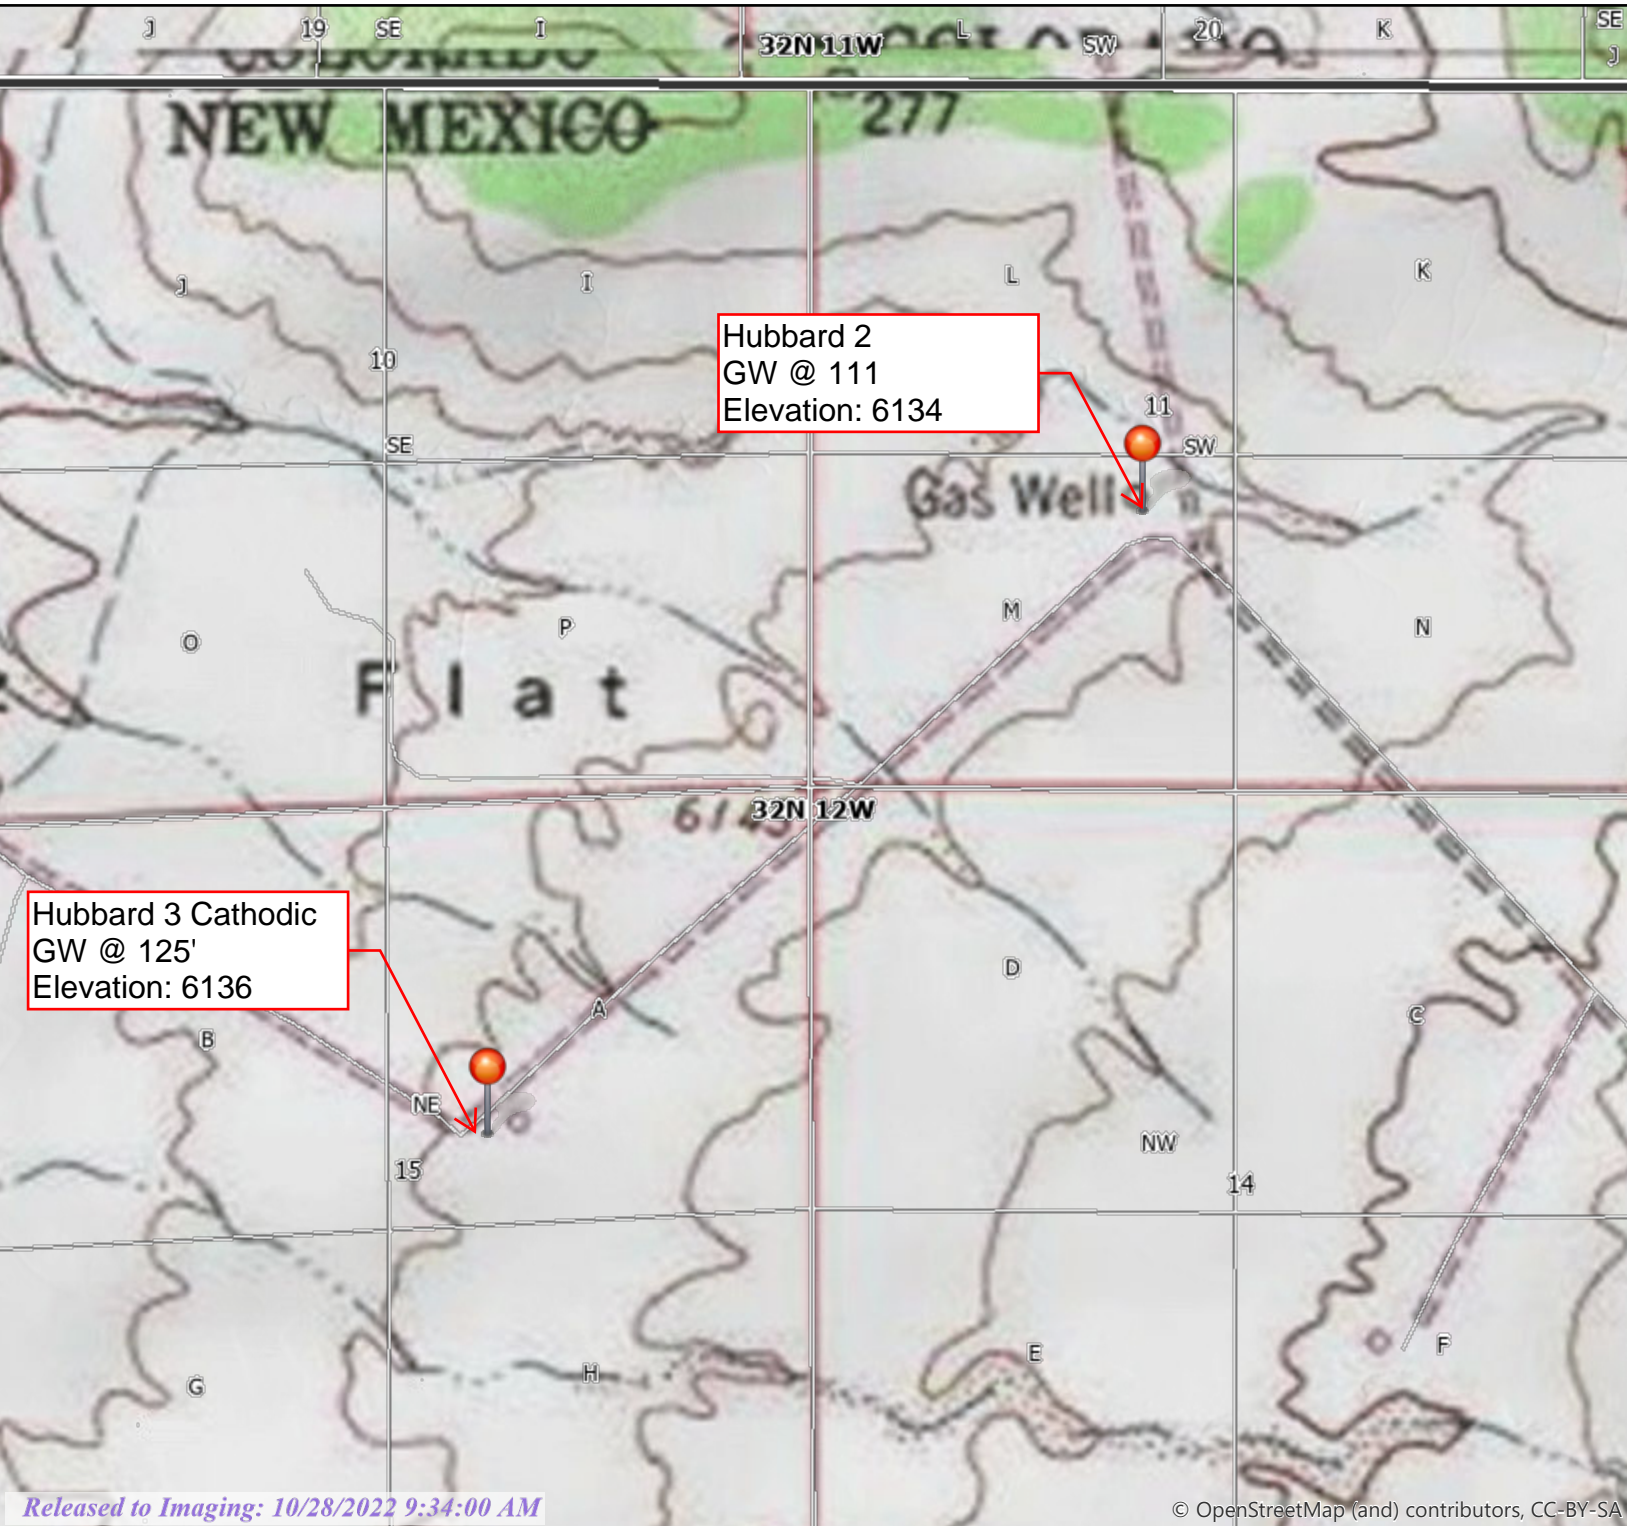 J
19
SE
I
32N 11W
L
SW
20
K
SE
J
COLORADO
COLORADO
NEW MEXICO
277
J
I
L
K
Hubbard 2
GW @ 111
Elevation: 6134
10
11
SE
SW
Gas Well
O
P
M
N
Flat
32N 12W
Hubbard 3 Cathodic
GW @ 125'
Elevation: 6136
B
A
D
C
NE
NW
15
14
G
H
E
F
Released to Imaging: 10/28/2022 9:34:00 AM
© OpenStreetMap (and) contributors, CC-BY-SA